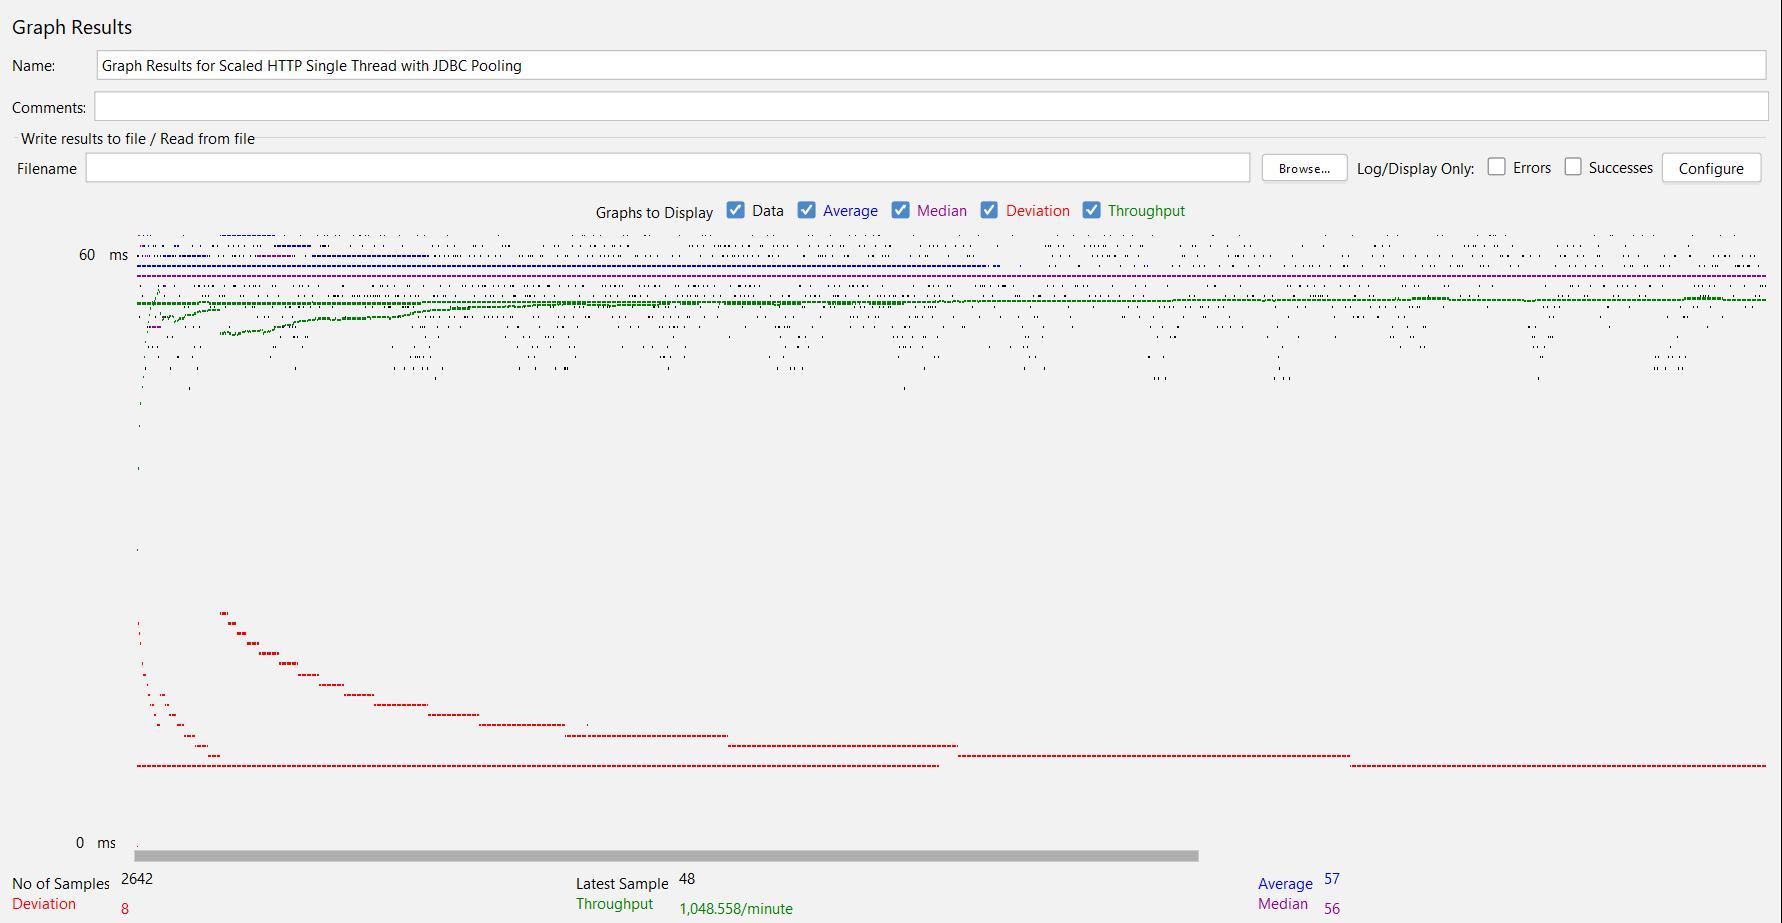 Graph Results
Name: Graph Results for Scaled HTTP Single Thread with JDBC Pooling
Comments:
Write results to file / Read from file
Filename Browse... Log/Display Only: Errors Successes Configure
Graphs to Display Data Average Median Deviation Throughput
60 ms
0 ms
No of Samples 2642 Latest Sample 48 Average 57
Deviation 8 Throughput 1,048.558/minute Median 56